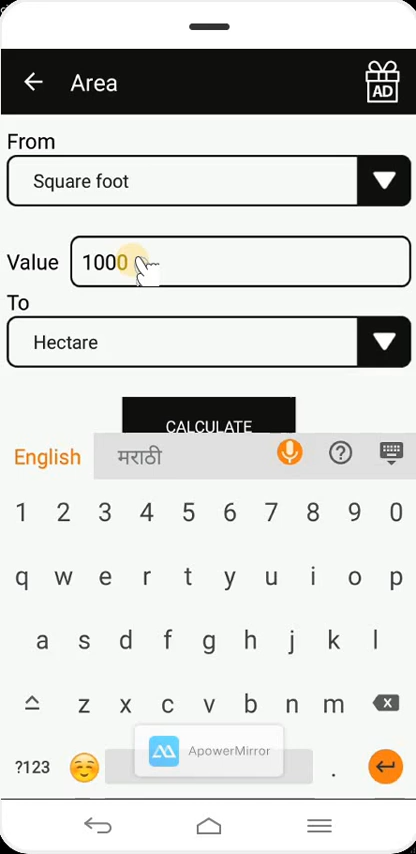 Area
AD
From
Square foot
Value 1000
To
Hectare
CALCULATE
English मराठी
1 2 3 4 5 6 7 8 9 0
q w e r t y u i o p
a s d f g h j k l
z x c v b n m
?123 .
ApowerMirror